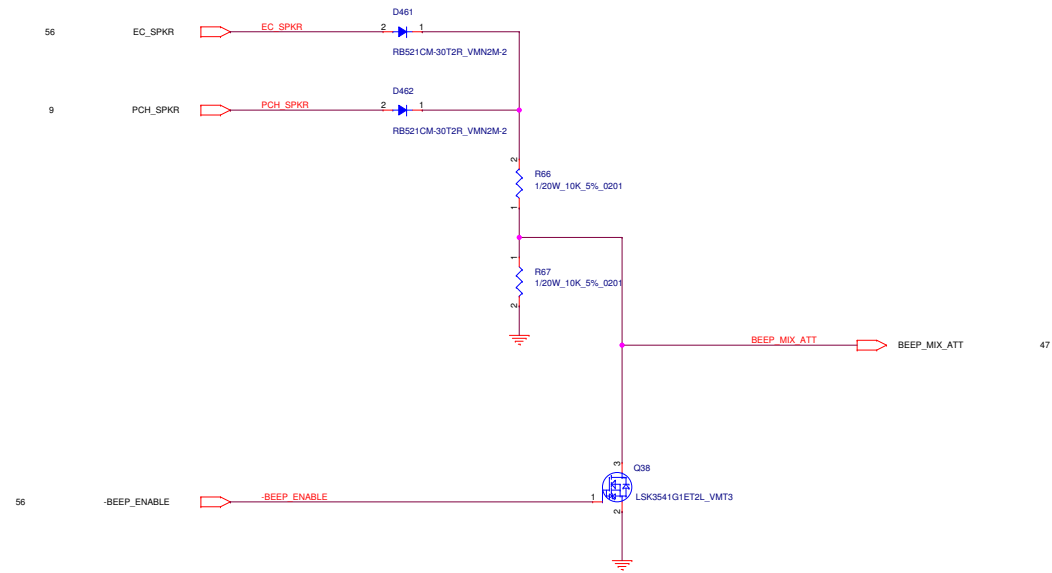 D461
56 EC_SPKR EC_SPKR 2 1
RB521CM-30T2R_VMN2M-2
D462
9 PCH_SPKR PCH_SPKR 2 1
RB521CM-30T2R_VMN2M-2
2
R66
1/20W_10K_5%_0201
1
1
R67
1/20W_10K_5%_0201
2
BEEP_MIX_ATT BEEP_MIX_ATT 47
3
Q38
56 -BEEP_ENABLE -BEEP_ENABLE 1 LSK3541G1ET2L_VMT3
2